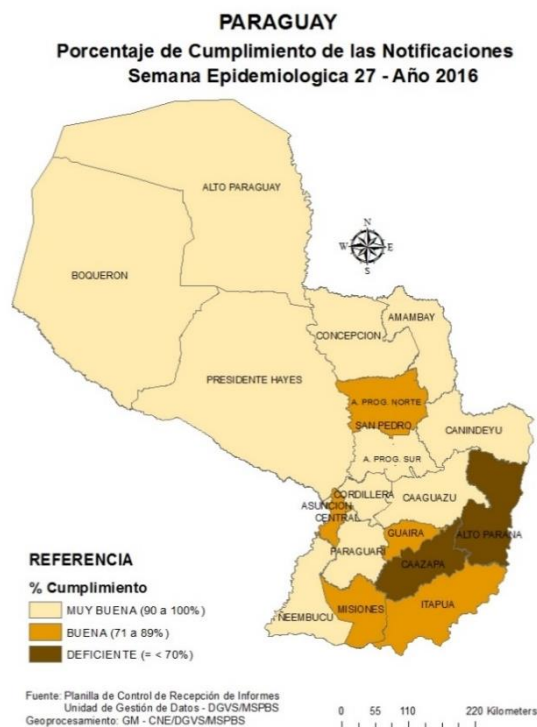 PARAGUAY
Porcentaje de Cumplimiento de las Notificaciones
Semana Epidemiologica 27 - Año 2016
ALTO PARAGUAY
N
W E
S
BOQUERON
AMAMBAY
CONCEPCION
PRESIDENTE HAYES
A. PROG. NORTE
SAN PEDRO
CANINDEYU
A. PROG. SUR
CORDILLERA
CAAGUAZU
ASUNCION
CENTRAL
GUAIRA
ALTO PARANA
PARAGUARI
CAAZAPA
ITAPUA
MISIONES
ÑEEMBUCU
REFERENCIA
% Cumplimiento
MUY BUENA (90 a 100%)
BUENA (71 a 89%)
DEFICIENTE (= < 70%)
Fuente: Planilla de Control de Recepción de Informes
Unidad de Gestión de Datos - DGVS/MSPBS
Geoprocesamiento: GM - CNE/DGVS/MSPBS
0 55 110 220 Kilometers